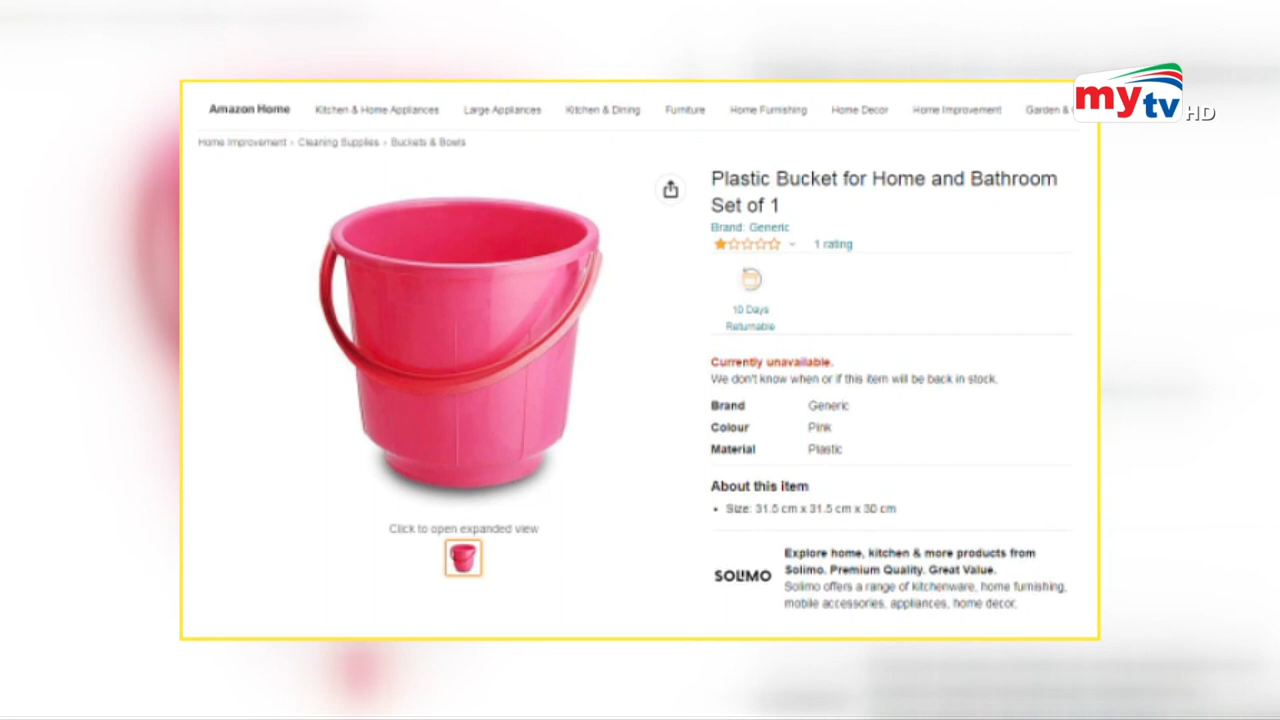 mytv HD
Amazon Home Kitchen & Home Appliances Large Appliances Kitchen & Dining Furniture Home Furnishing Home Decor Home Improvement Garden &
Home Improvement › Cleaning Supplies › Buckets & Bowls
Plastic Bucket for Home and Bathroom
Set of 1
Brand: Generic
1 rating
10 Days
Returnable
Currently unavailable.
We don't know when or if this item will be back in stock.
Brand Generic
Colour Pink
Material Plastic
About this item
• Size: 31.5 cm x 31.5 cm x 30 cm
Click to open expanded view
SOLIMO
Explore home, kitchen & more products from
Solimo. Premium Quality. Great Value.
Solimo offers a range of kitchenware, home furnishing,
mobile accessories, appliances, home decor.